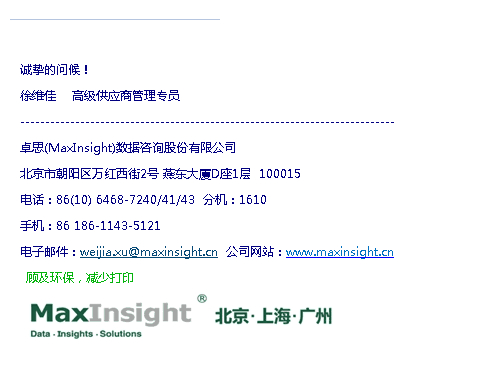 诚挚的问候！
徐维佳 高级供应商管理专员
---------------------------------------------------------------------------
卓思(MaxInsight)数据咨询股份有限公司
北京市朝阳区万红西街2号 燕东大厦D座1层 100015
电话：86(10) 6468-7240/41/43 分机：1610
手机：86 186-1143-5121
电子邮件：weijia.xu@maxinsight.cn 公司网站：www.maxinsight.cn
顾及环保，减少打印
MaxInsight® 北京·上海·广州
Data · Insights · Solutions